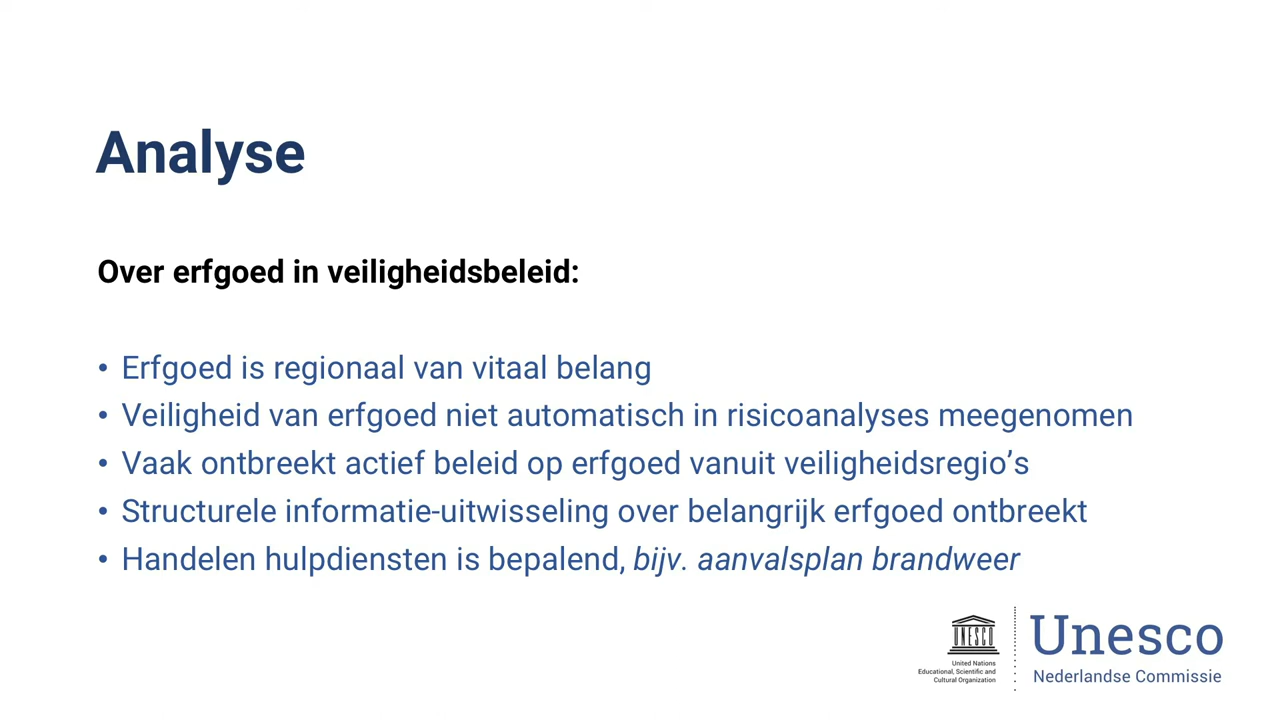 Analyse
Over erfgoed in veiligheidsbeleid:
• Erfgoed is regionaal van vitaal belang
• Veiligheid van erfgoed niet automatisch in risicoanalyses meegenomen
• Vaak ontbreekt actief beleid op erfgoed vanuit veiligheidsregio’s
• Structurele informatie-uitwisseling over belangrijk erfgoed ontbreekt
• Handelen hulpdiensten is bepalend, bijv. aanvalsplan brandweer
UNESCO
United Nations
Educational, Scientific and
Cultural Organization
Unesco
Nederlandse Commissie